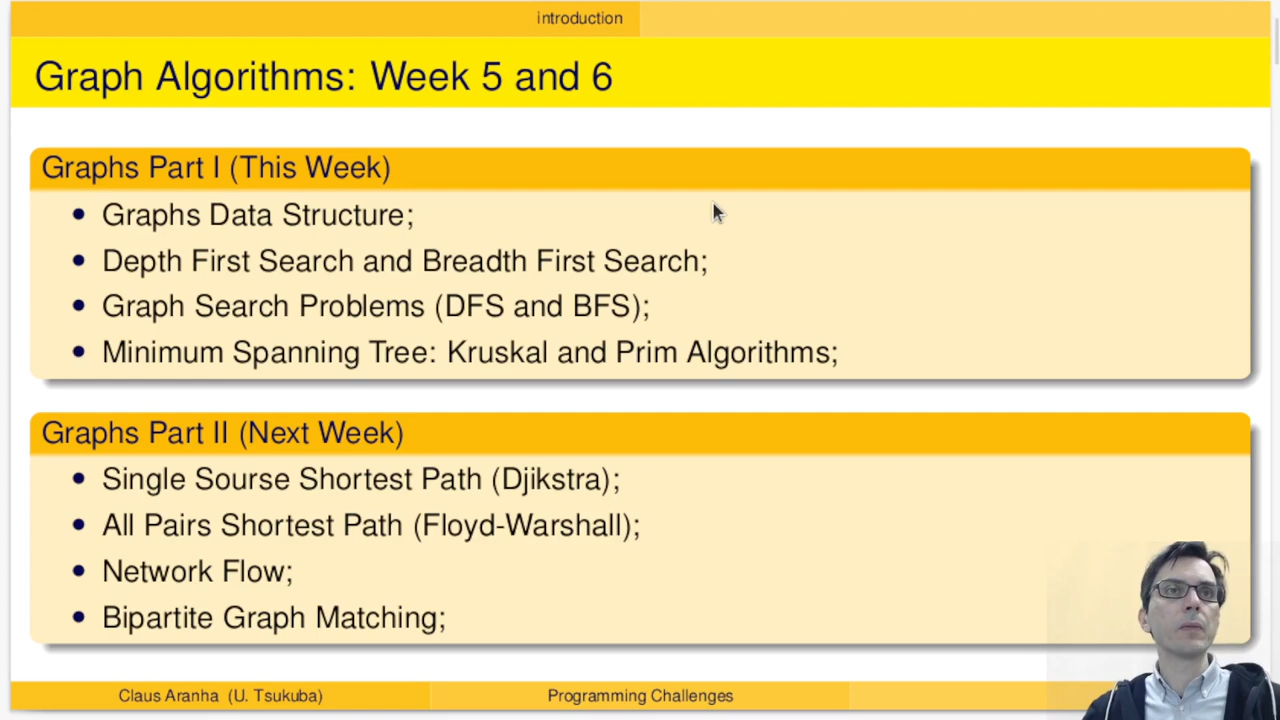 introduction
Graph Algorithms: Week 5 and 6
Graphs Part I (This Week)
• Graphs Data Structure;
• Depth First Search and Breadth First Search;
• Graph Search Problems (DFS and BFS);
• Minimum Spanning Tree: Kruskal and Prim Algorithms;
Graphs Part II (Next Week)
• Single Sourse Shortest Path (Djikstra);
• All Pairs Shortest Path (Floyd-Warshall);
• Network Flow;
• Bipartite Graph Matching;
Claus Aranha (U. Tsukuba) Programming Challenges